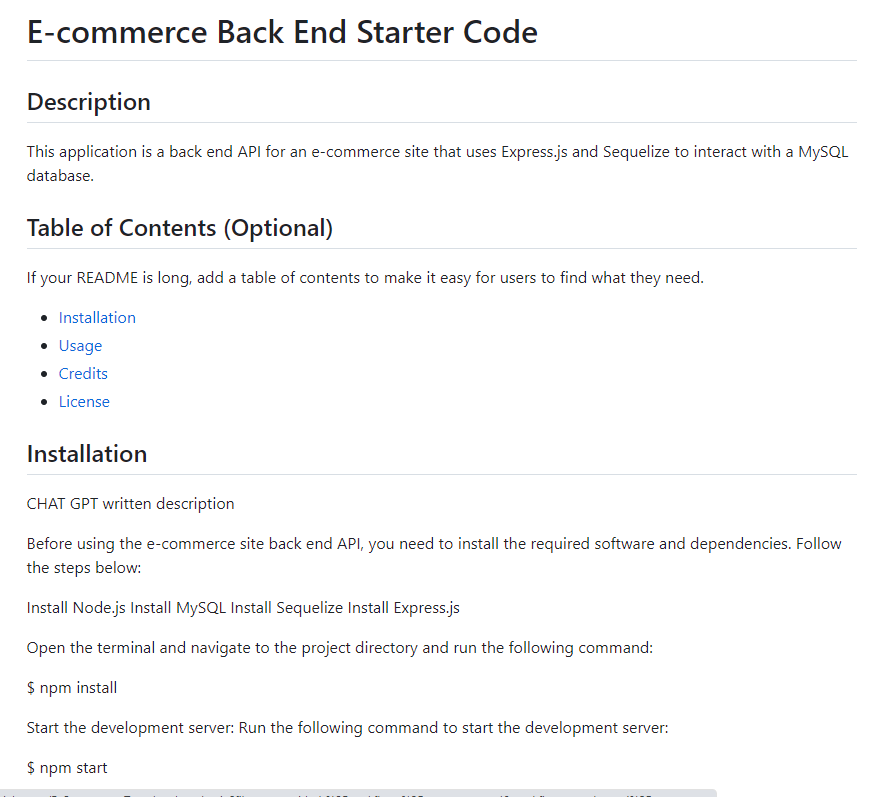 E-commerce Back End Starter Code
Description
This application is a back end API for an e-commerce site that uses Express.js and Sequelize to interact with a MySQL
database.
Table of Contents (Optional)
If your README is long, add a table of contents to make it easy for users to find what they need.
Installation
Usage
Credits
License
Installation
CHAT GPT written description
Before using the e-commerce site back end API, you need to install the required software and dependencies. Follow
the steps below:
Install Node.js Install MySQL Install Sequelize Install Express.js
Open the terminal and navigate to the project directory and run the following command:
$ npm install
Start the development server: Run the following command to start the development server:
$ npm start